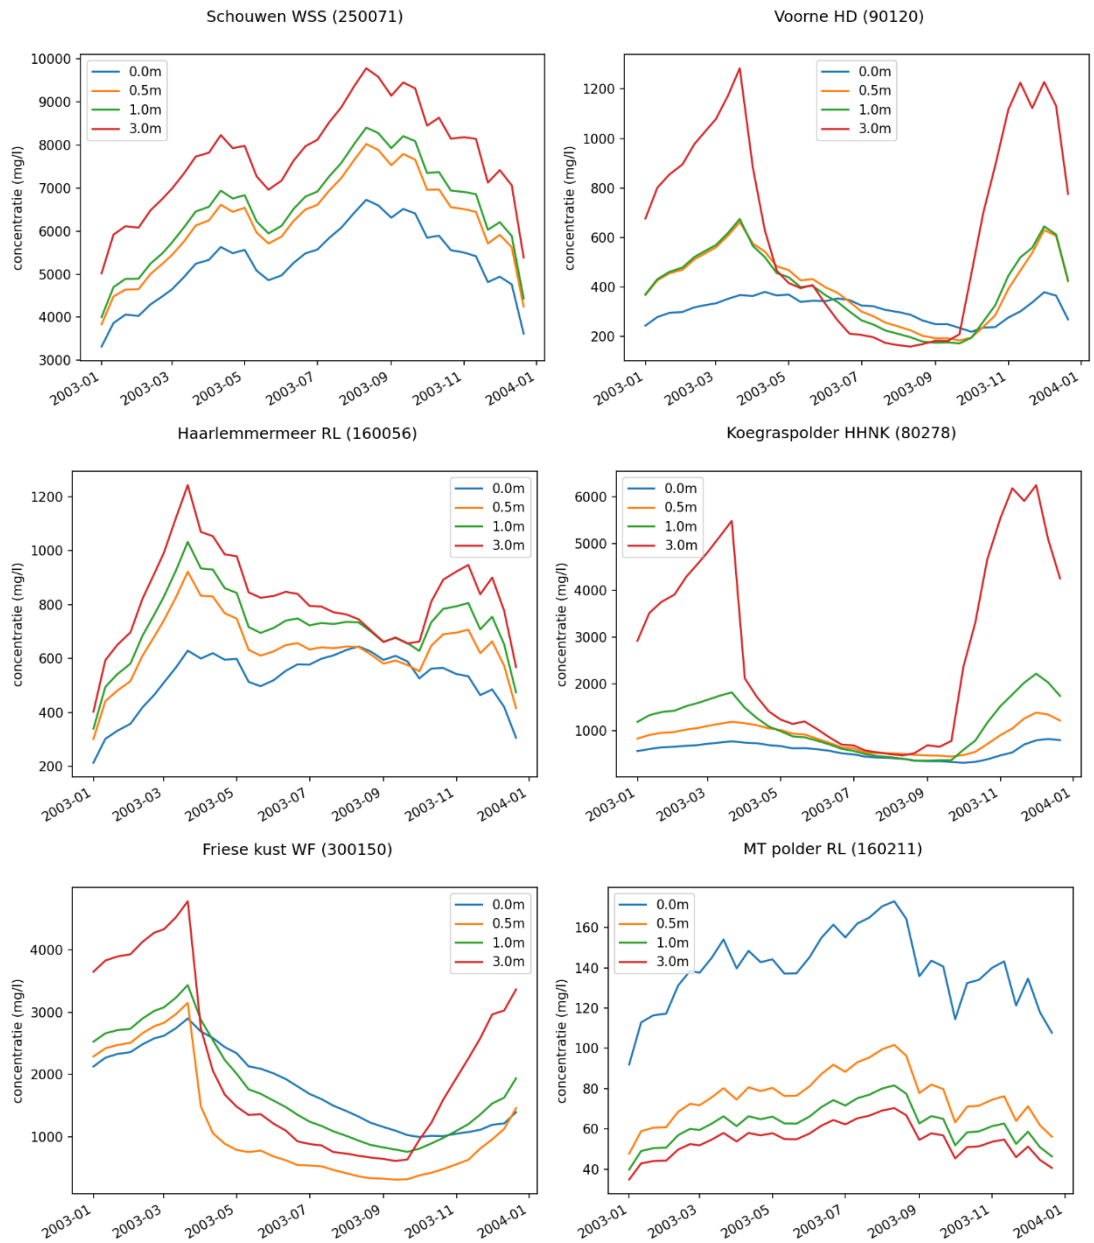 Schouwen WSS (250071)
concentratie (mg/l)
10000
9000
8000
7000
6000
5000
4000
3000
0.0m
0.5m
1.0m
3.0m
2003-01
2003-03
2003-05
2003-07
2003-09
2003-11
2004-01
Voorne HD (90120)
concentratie (mg/l)
1200
1000
800
600
400
200
0.0m
0.5m
1.0m
3.0m
2003-01
2003-03
2003-05
2003-07
2003-09
2003-11
2004-01
Haarlemmermeer RL (160056)
concentratie (mg/l)
1200
1000
800
600
400
200
0.0m
0.5m
1.0m
3.0m
2003-01
2003-03
2003-05
2003-07
2003-09
2003-11
2004-01
Koegraspolder HHNK (80278)
concentratie (mg/l)
6000
5000
4000
3000
2000
1000
0.0m
0.5m
1.0m
3.0m
2003-01
2003-03
2003-05
2003-07
2003-09
2003-11
2004-01
Friese kust WF (300150)
concentratie (mg/l)
4000
3000
2000
1000
0.0m
0.5m
1.0m
3.0m
2003-01
2003-03
2003-05
2003-07
2003-09
2003-11
2004-01
MT polder RL (160211)
concentratie (mg/l)
160
140
120
100
80
60
40
0.0m
0.5m
1.0m
3.0m
2003-01
2003-03
2003-05
2003-07
2003-09
2003-11
2004-01